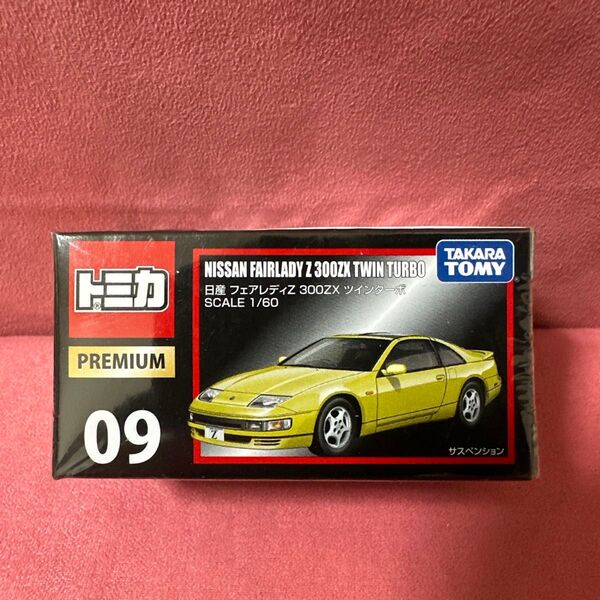 トミカ
®
PREMIUM
09
NISSAN FAIRLADY Z 300ZX TWIN TURBO
日産 フェアレディZ 300ZX ツインターボ
SCALE 1/60
TAKARA
TOMY
Z
サスペンション